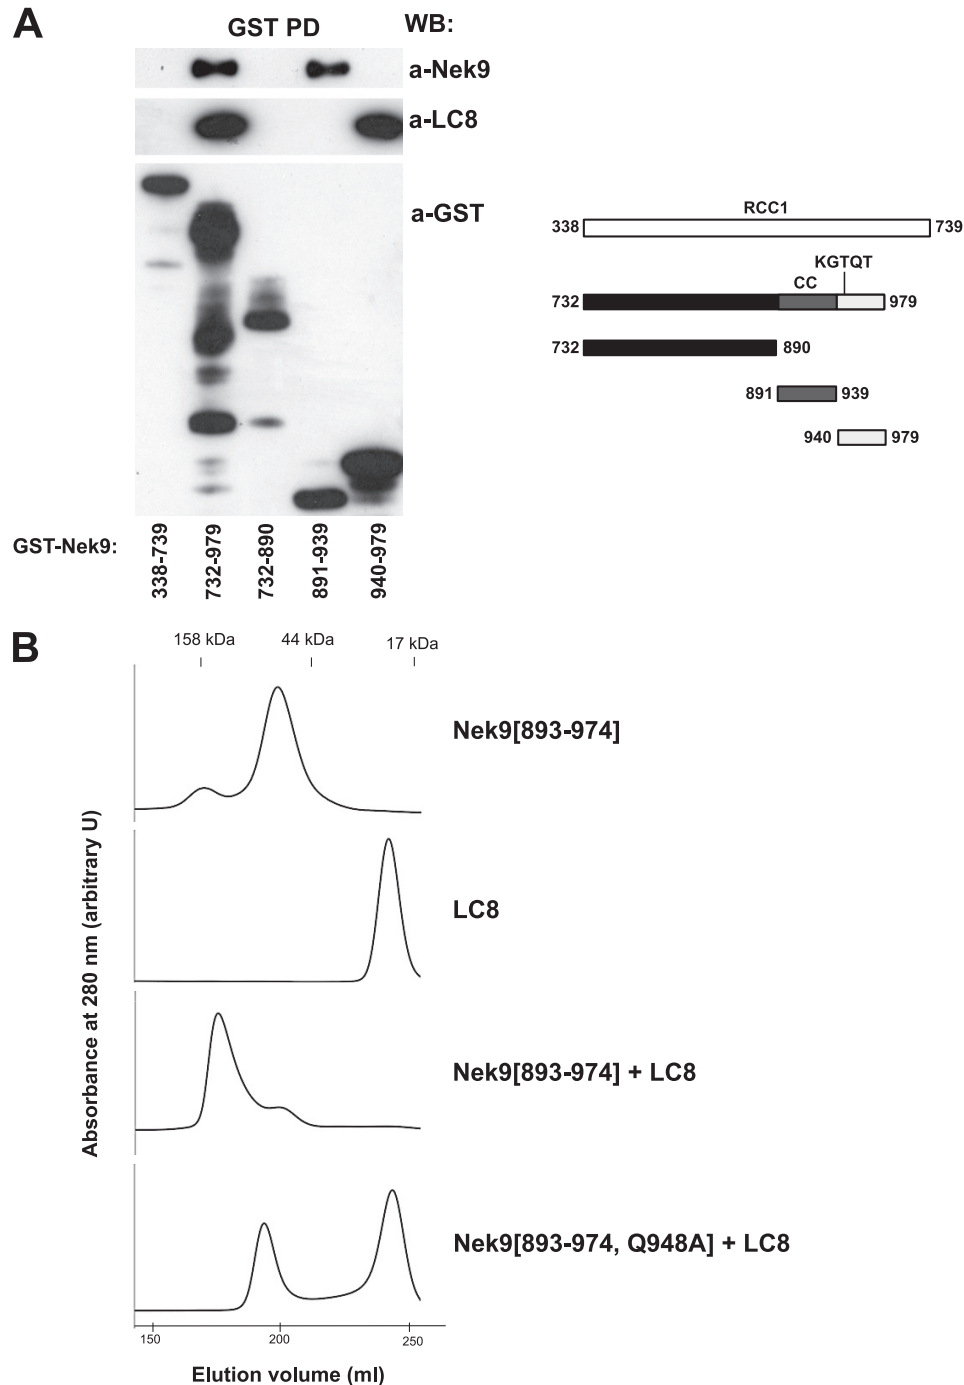 A
GST PD
WB:
a-Nek9
a-LC8
a-GST
RCC1
338
739
KGTQT
CC
732
979
732
890
891
939
940
979
GST-Nek9:
338-739
732-979
732-890
891-939
940-979
B
158 kDa
44 kDa
17 kDa
Nek9[893-974]
LC8
Nek9[893-974] + LC8
Nek9[893-974, Q948A] + LC8
Absorbance at 280 nm (arbitrary U)
150
200
250
Elution volume (ml)